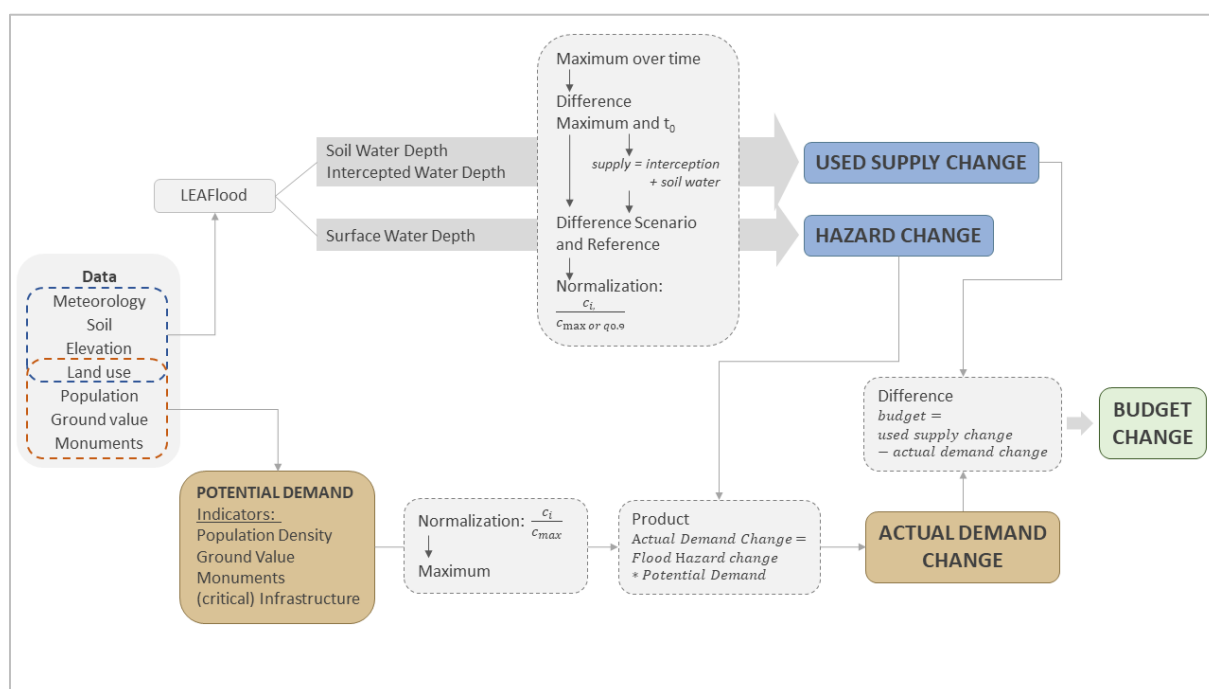 Maximum over time
Difference
Maximum and t₀
supply = interception
+ soil water
Difference Scenario
and Reference
Normalization:
cᵢ,
c_max or q0.9
Soil Water Depth
Intercepted Water Depth
USED SUPPLY CHANGE
LEAFlood
Surface Water Depth
HAZARD CHANGE
Data
Meteorology
Soil
Elevation
Land use
Population
Ground value
Monuments
Difference
budget =
used supply change
− actual demand change
BUDGET
CHANGE
POTENTIAL DEMAND
Indicators:
Population Density
Ground Value
Monuments
(critical) Infrastructure
Normalization: cᵢ
c_max
Maximum
Product
Actual Demand Change =
Flood Hazard change
* Potential Demand
ACTUAL DEMAND
CHANGE